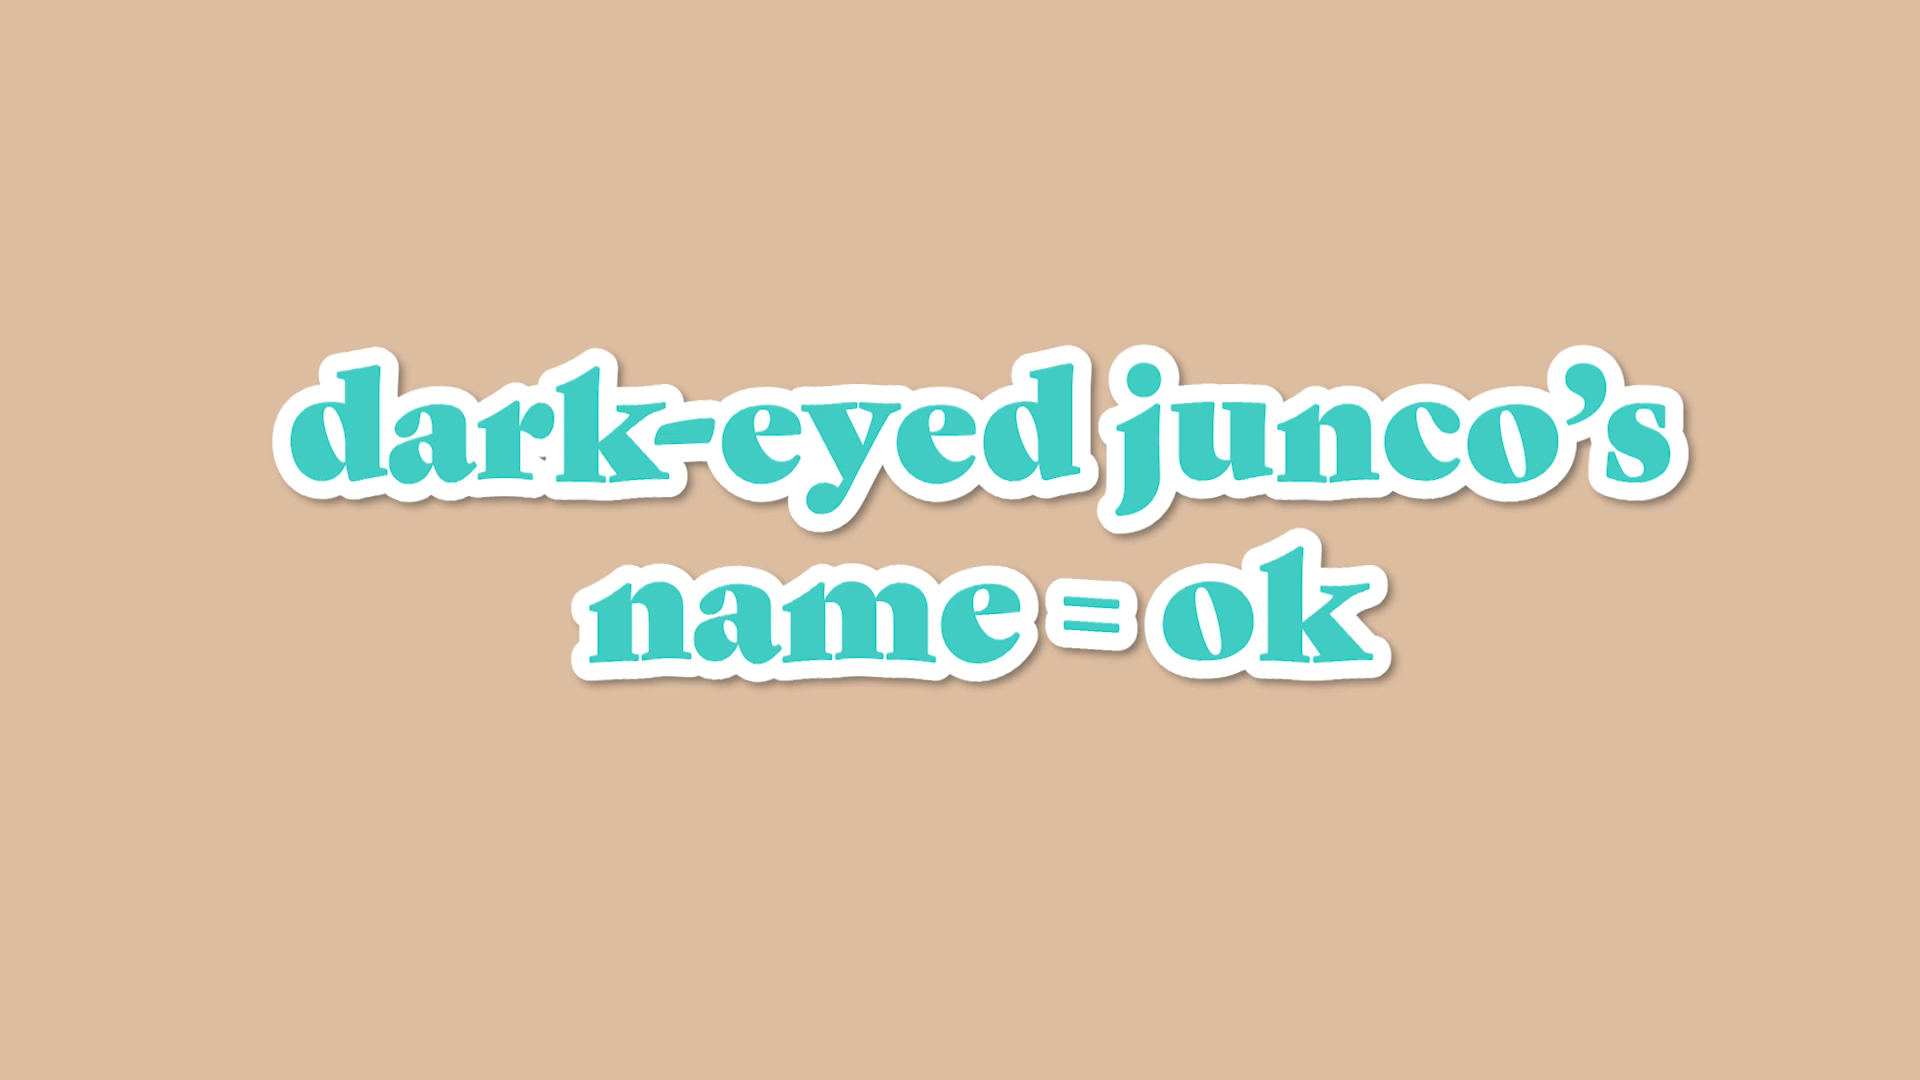 dark-eyed junco’s
name = ok